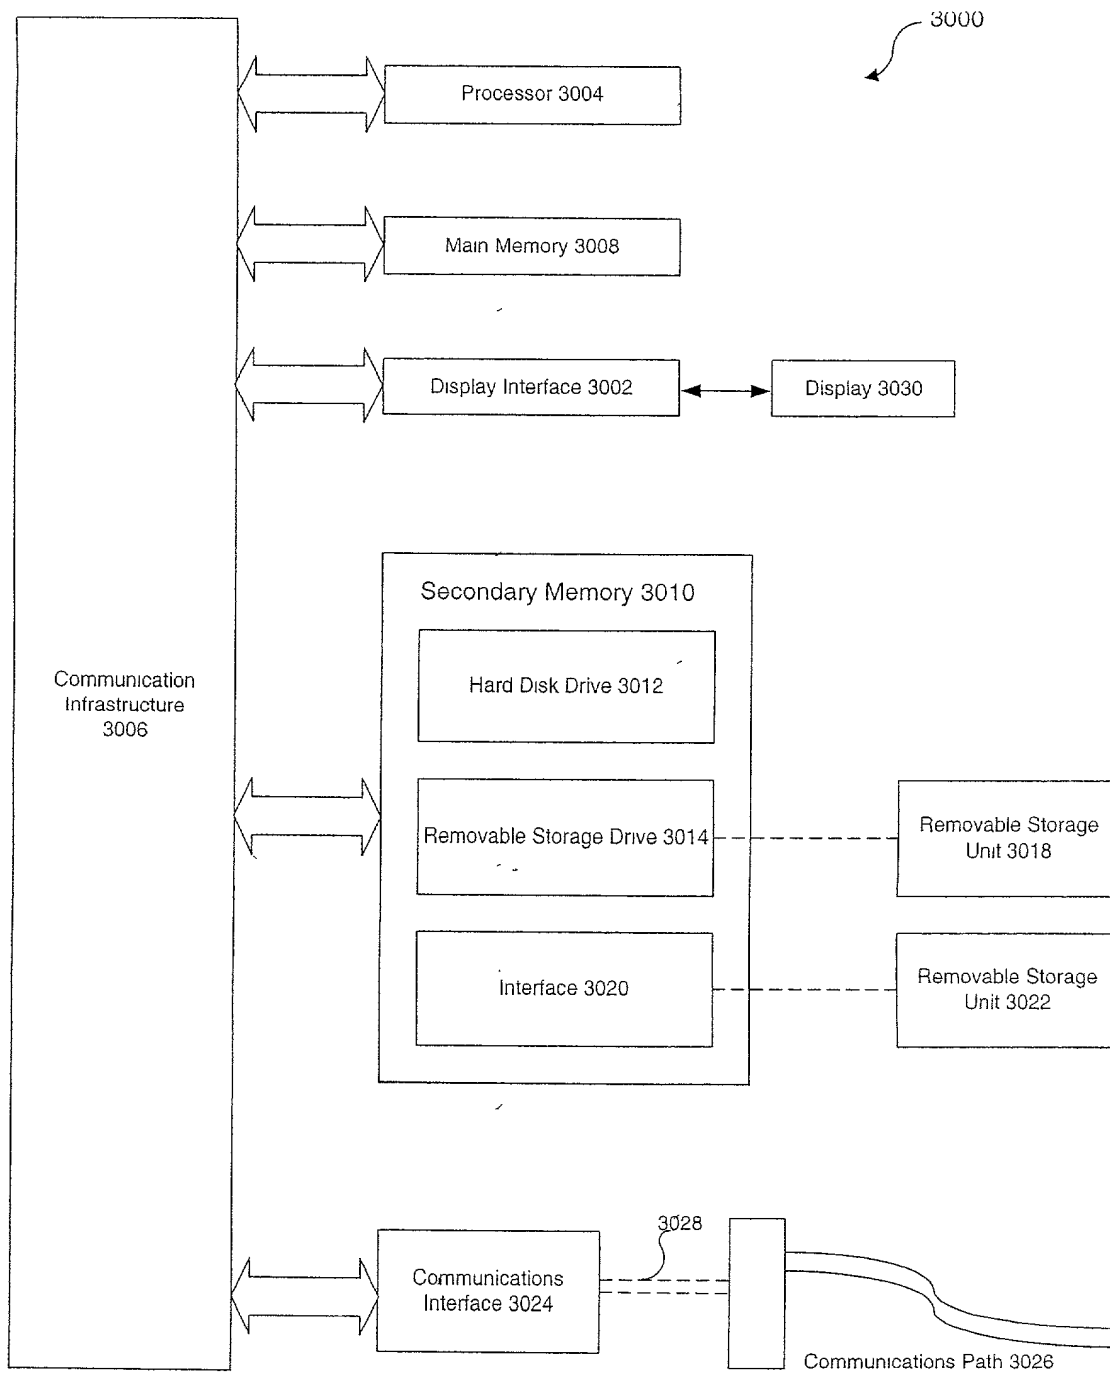 3000
Processor 3004
Main Memory 3008
Display Interface 3002
Display 3030
Secondary Memory 3010
Hard Disk Drive 3012
Communication
Infrastructure
3006
Removable Storage Drive 3014
Removable Storage
Unit 3018
Interface 3020
Removable Storage
Unit 3022
3028
Communications
Interface 3024
Communications Path 3026